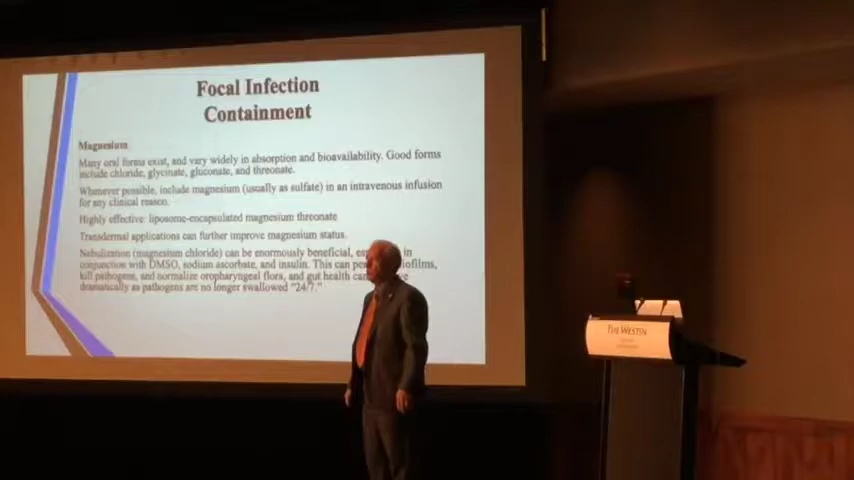 Focal Infection
Containment
Magnesium
Many oral forms exist, and vary widely in absorption and bioavailability. Good forms
include chloride, glycinate, gluconate, and threonate.
Whenever possible, include magnesium (usually as sulfate) in an intravenous infusion
for any clinical reason.
Highly effective: liposome-encapsulated magnesium threonate
Transdermal applications can further improve magnesium status.
Nebulization (magnesium chloride) can be enormously beneficial, in
conjunction with DMSO, sodium ascorbate, and insulin. This can
kill pathogens, and normalize oropharyngeal flora, and gut health
dramatically as pathogens are no longer swallowed "24/7."
THE WESTIN